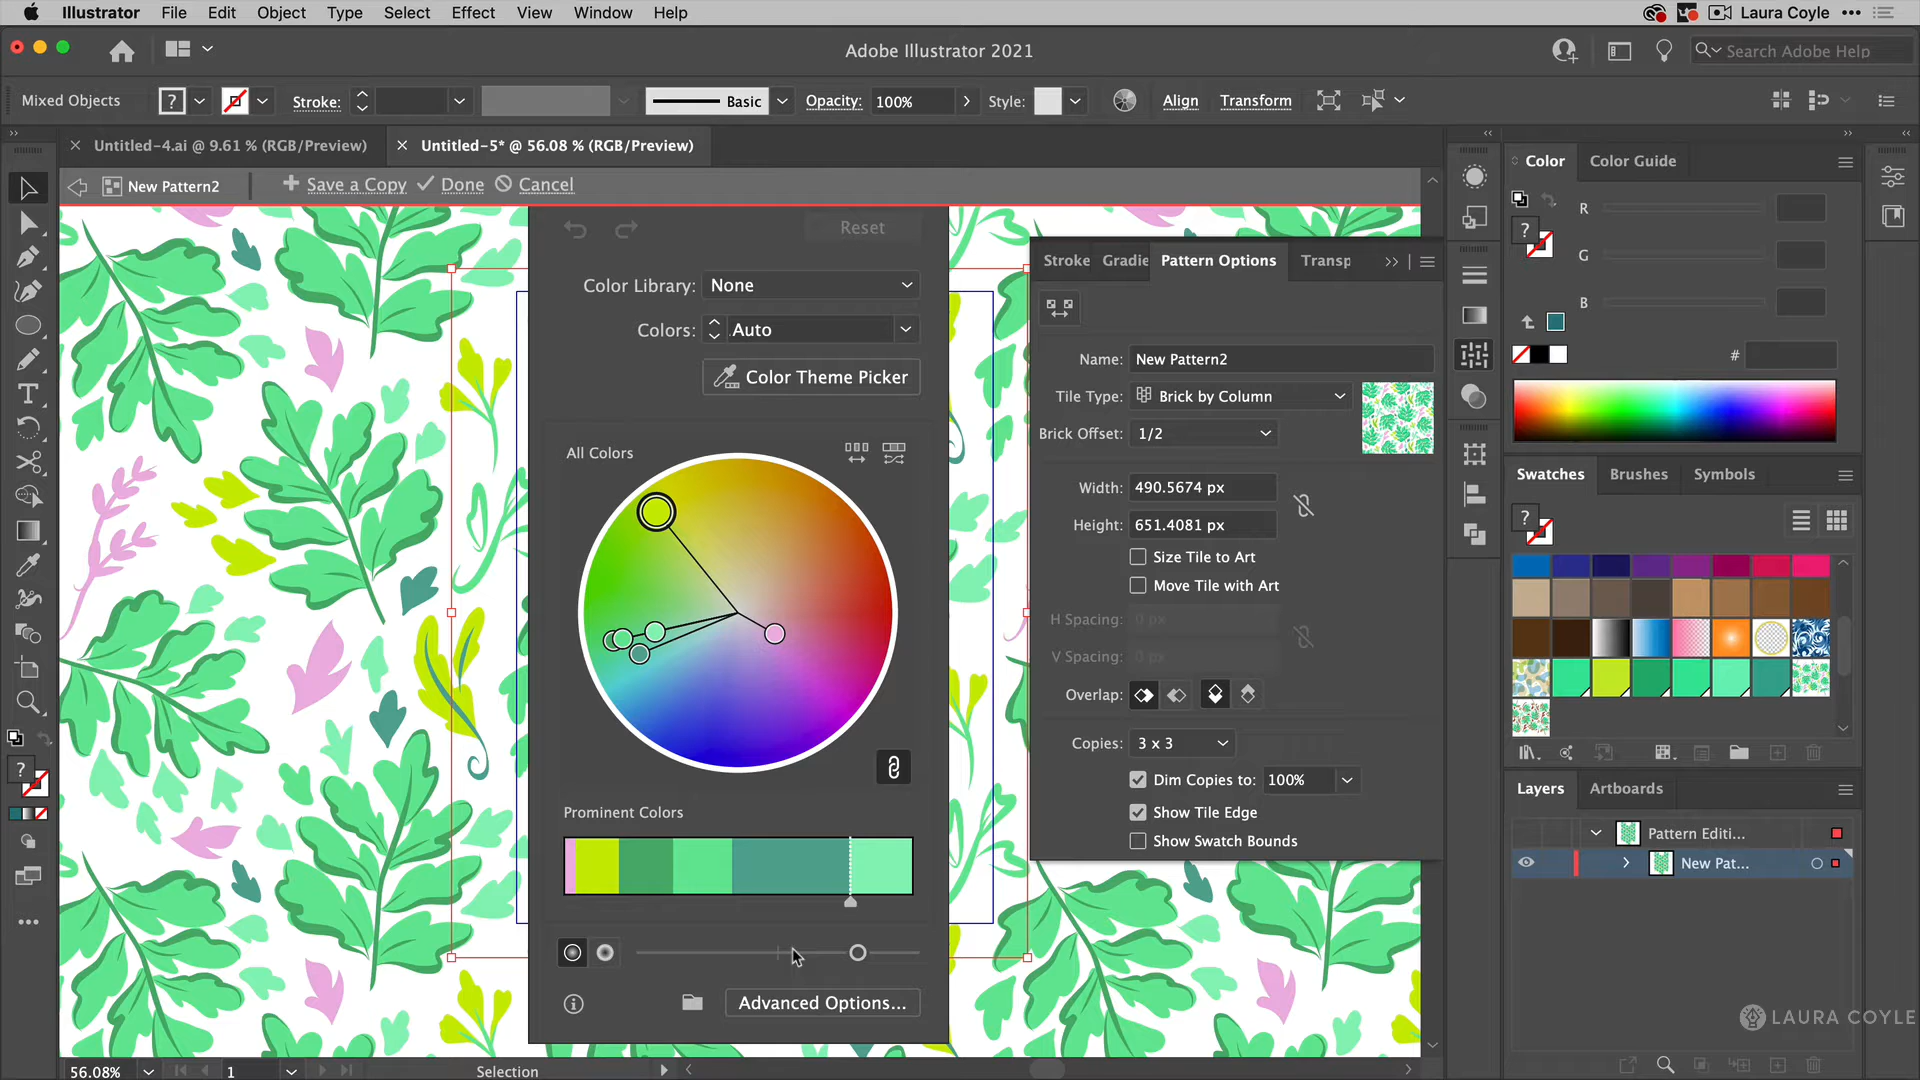 Illustrator File Edit Object Type Select Effect View Window Help Laura Coyle
Adobe Illustrator 2021
Search Adobe Help
Mixed Objects ? Stroke: Basic Opacity: 100% Style: Align Transform
Untitled-4.ai @ 9.61 % (RGB/Preview)
Untitled-5* @ 56.08 % (RGB/Preview)
New Pattern2 Save a Copy Done Cancel
Reset
Color Library: None
Colors: Auto
Color Theme Picker
All Colors
Prominent Colors
Advanced Options...
Stroke Gradie Pattern Options Transp
Name: New Pattern2
Tile Type: Brick by Column
Brick Offset: 1/2
Width: 490.5674 px
Height: 651.4081 px
Size Tile to Art
Move Tile with Art
H Spacing: 0 px
V Spacing: 0 px
Overlap:
Copies: 3 x 3
Dim Copies to: 100%
Show Tile Edge
Show Swatch Bounds
Color Color Guide
R
?
G
B
#
Swatches Brushes Symbols
?
Layers Artboards
Pattern Editi...
New Pat...
T
?
LAURA COYLE
56.08% 1 Selection